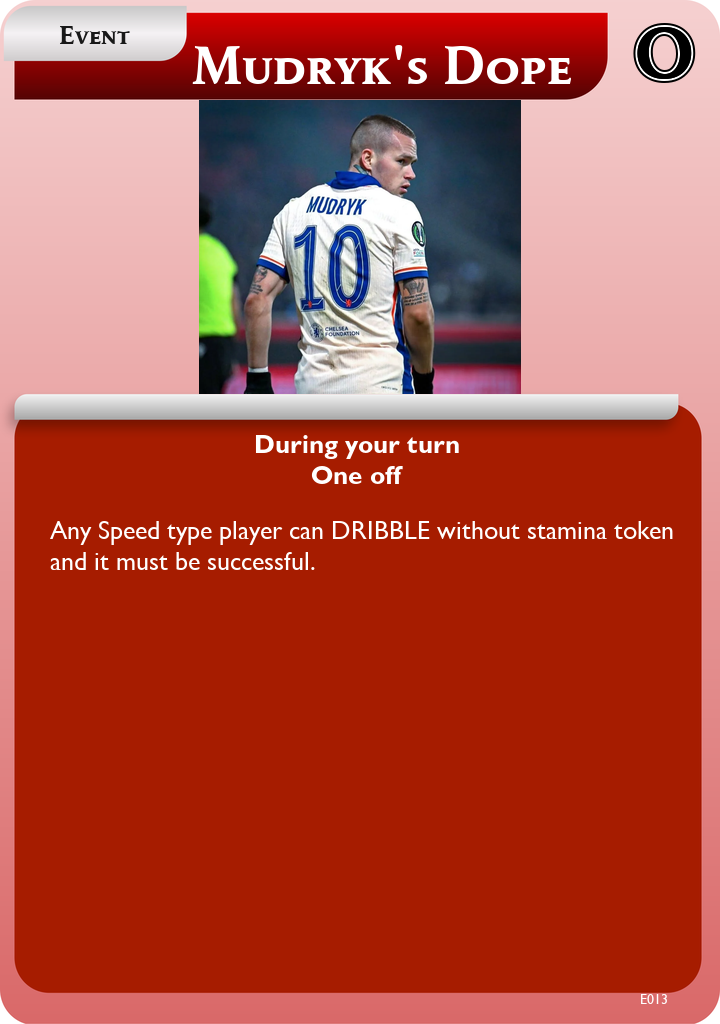 Event
Mudryk's Dope
0
MUDRYK
10
CHELSEA
FOUNDATION
During your turn
One off
Any Speed type player can DRIBBLE without stamina token
and it must be successful.
E013